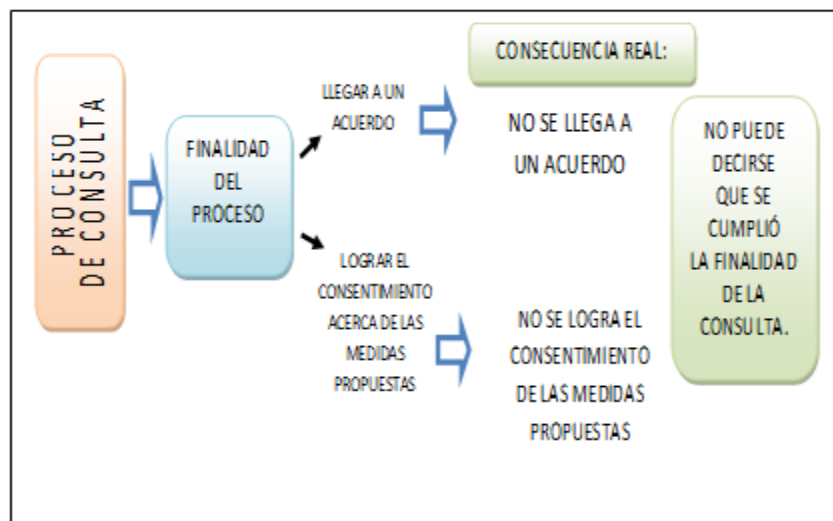 PROCESO
DE CONSULTA
FINALIDAD
DEL
PROCESO
LLEGAR A UN
ACUERDO
LOGRAR EL
CONSENTIMIENTO
ACERCA DE LAS
MEDIDAS
PROPUESTAS
CONSECUENCIA REAL:
NO SE LLEGA A
UN ACUERDO
NO SE LOGRA EL
CONSENTIMIENTO
DE LAS MEDIDAS
PROPUESTAS
NO PUEDE
DECIRSE
QUE SE
CUMPLIÓ
LA FINALIDAD
DE LA
CONSULTA.